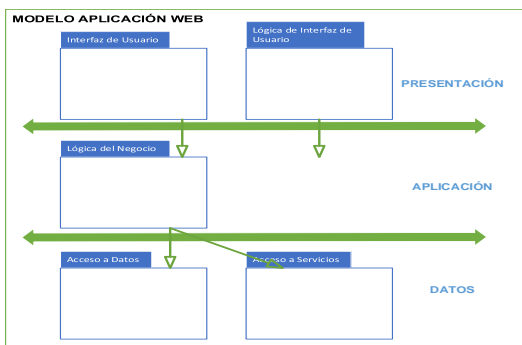 MODELO APLICACIÓN WEB
Interfaz de Usuario
Lógica de Interfaz de
Usuario
PRESENTACIÓN
Lógica del Negocio
APLICACIÓN
Acceso a Datos
Acceso a Servicios
DATOS